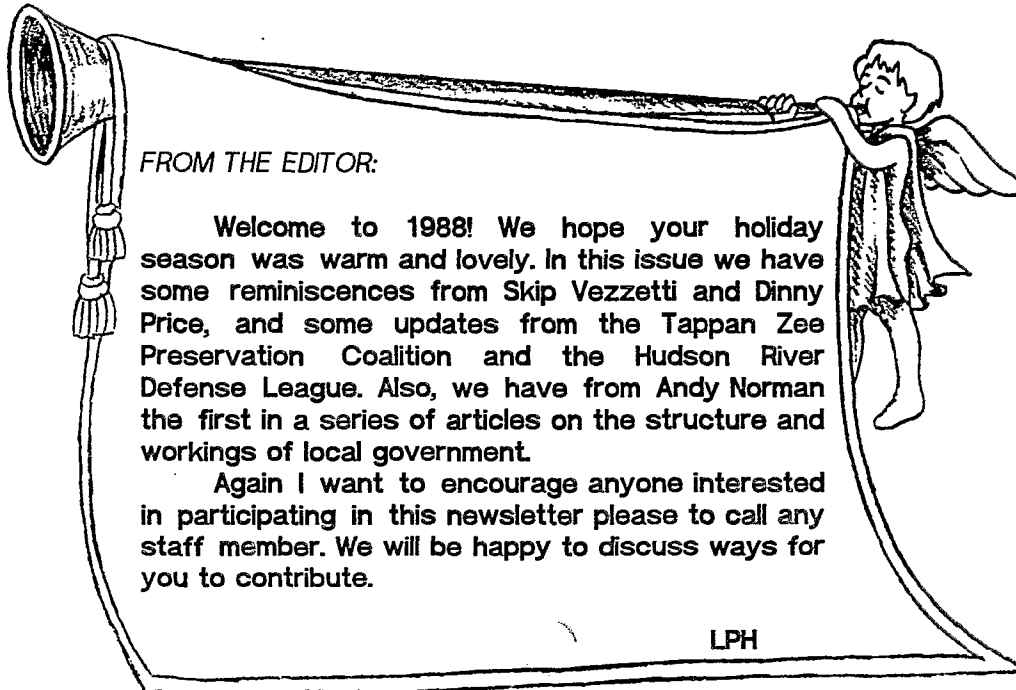 FROM THE EDITOR:
Welcome to 1988! We hope your holiday
season was warm and lovely. In this issue we have
some reminiscences from Skip Vezzetti and Dinny
Price, and some updates from the Tappan Zee
Preservation Coalition and the Hudson River
Defense League. Also, we have from Andy Norman
the first in a series of articles on the structure and
workings of local government.
Again I want to encourage anyone interested
in participating in this newsletter please to call any
staff member. We will be happy to discuss ways for
you to contribute.
LPH